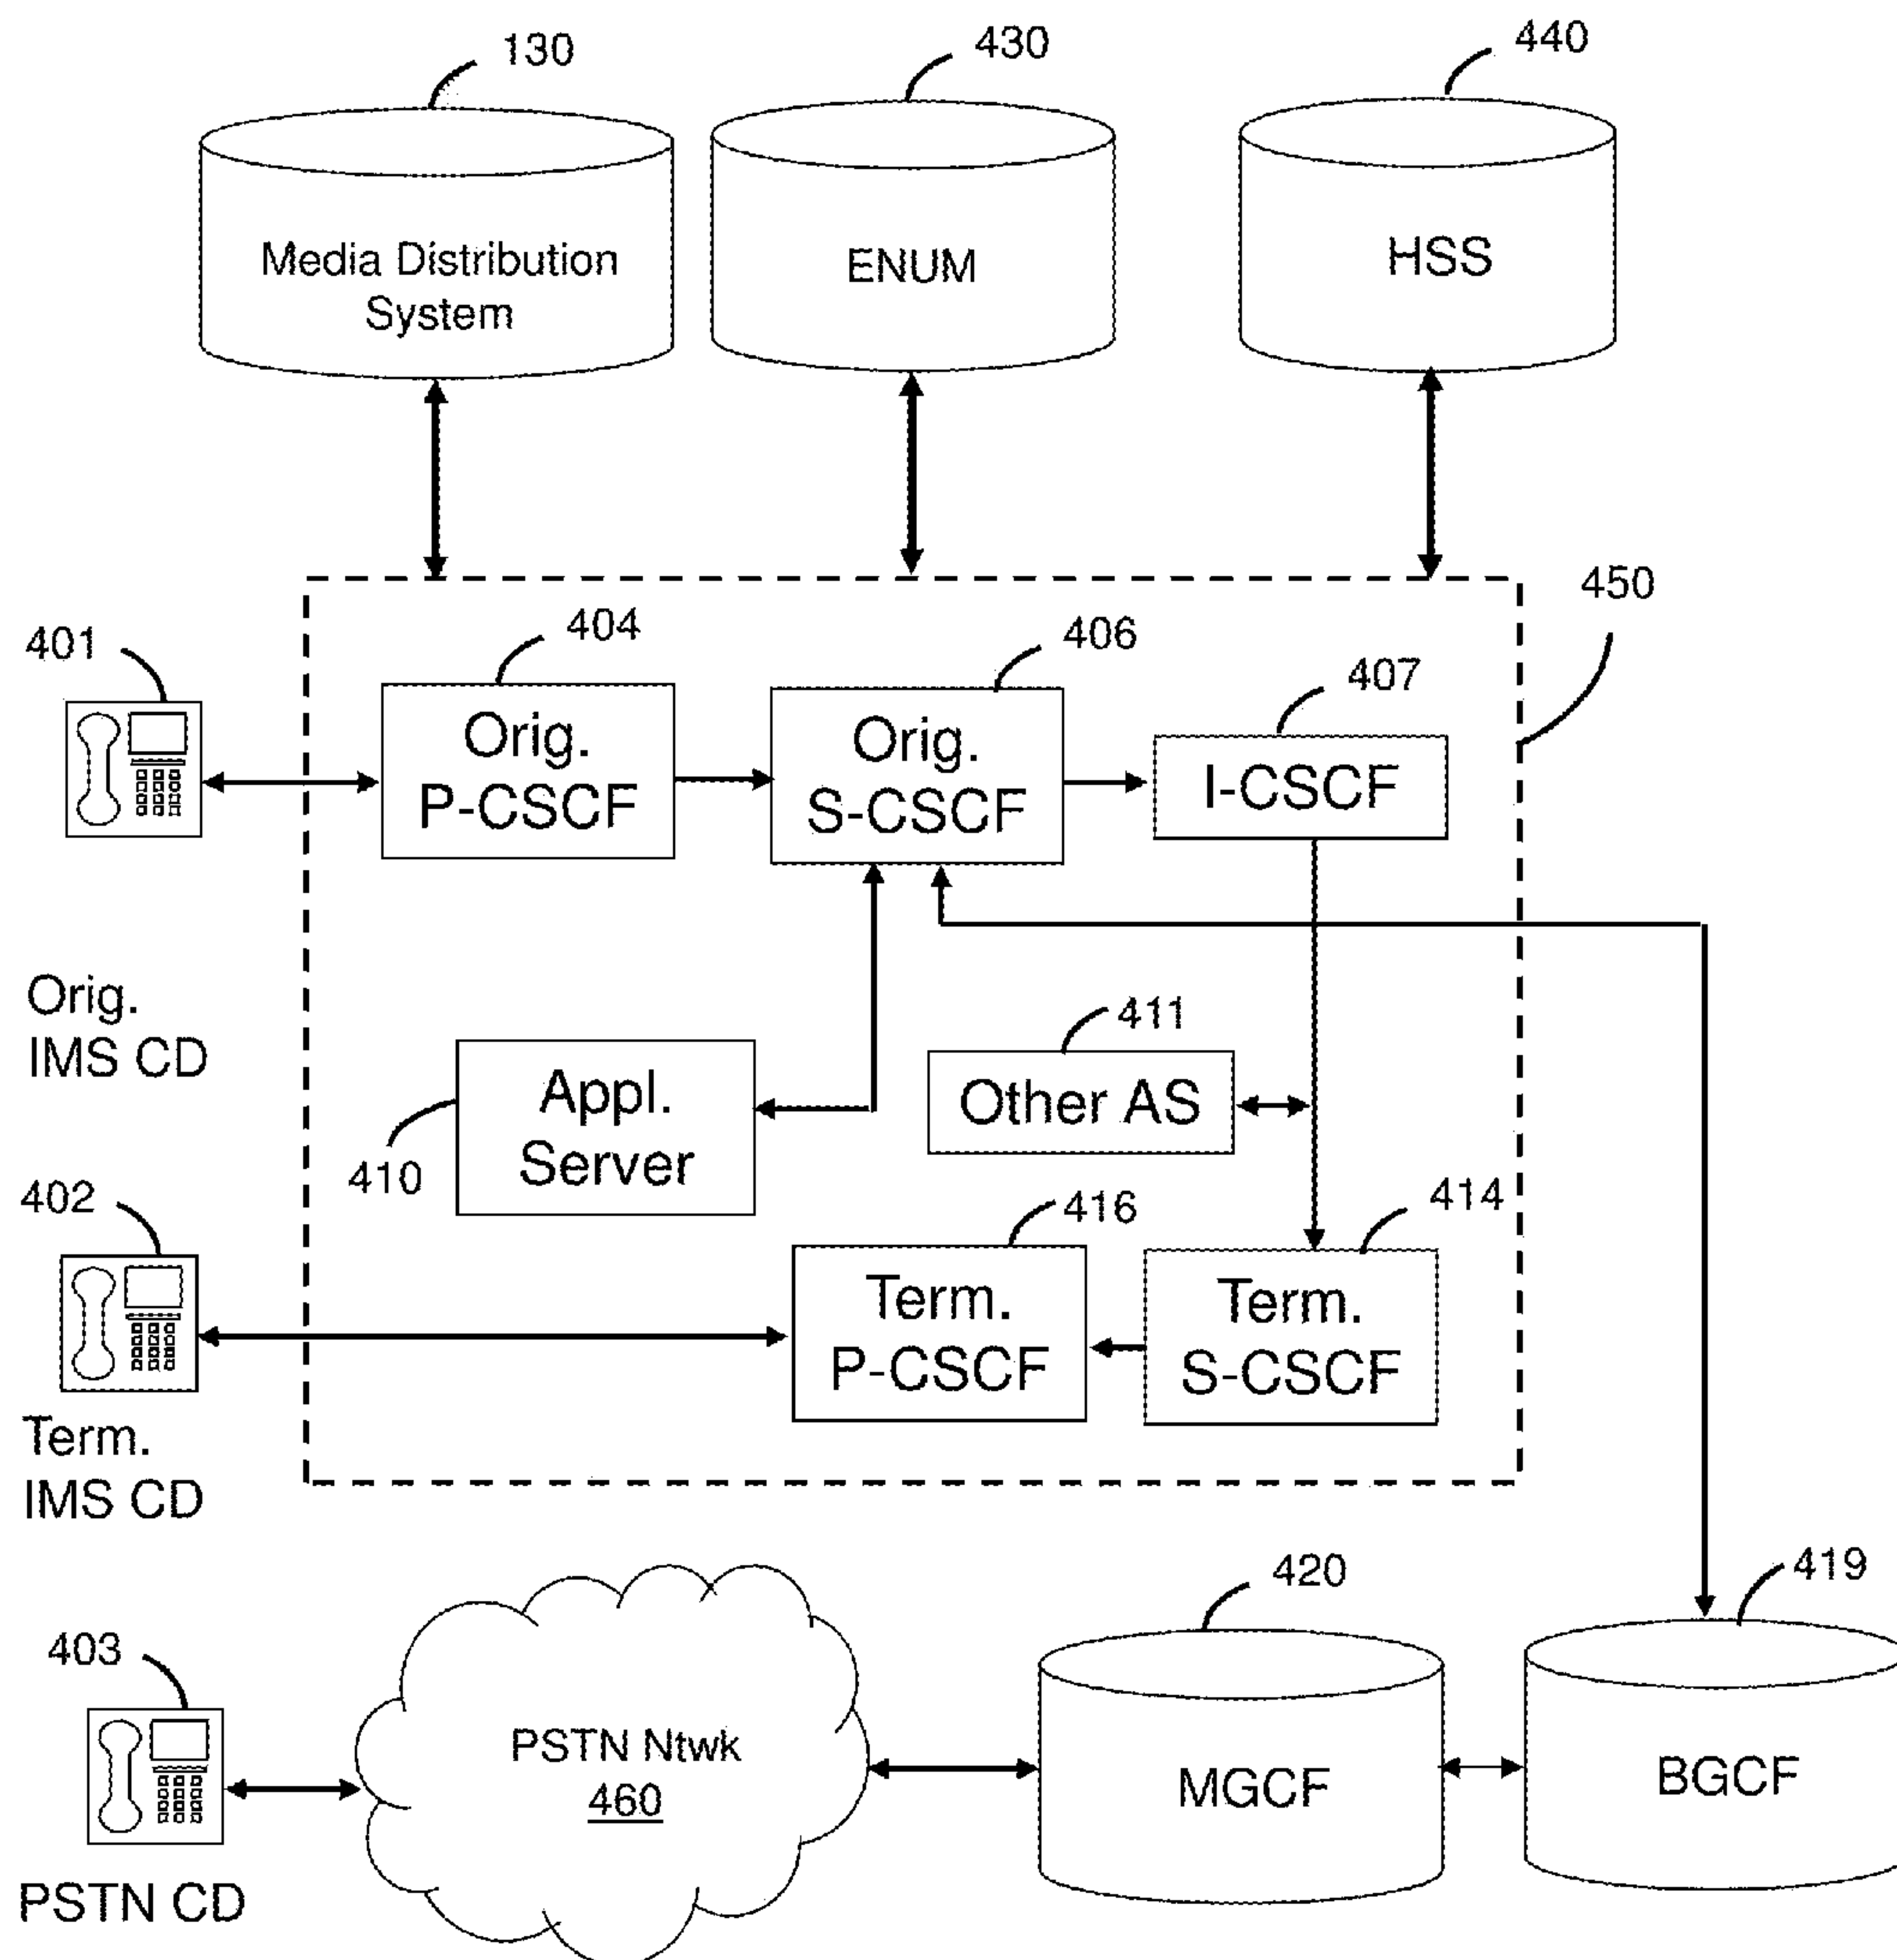 130
430
440
Media Distribution
System
ENUM
HSS
450
401
404
406
407
Orig.
P-CSCF
Orig.
S-CSCF
I-CSCF
Orig.
IMS CD
411
Appl.
Server
Other AS
410
402
416
414
Term.
P-CSCF
Term.
S-CSCF
Term.
IMS CD
420
419
403
PSTN Ntwk
460
MGCF
BGCF
PSTN CD